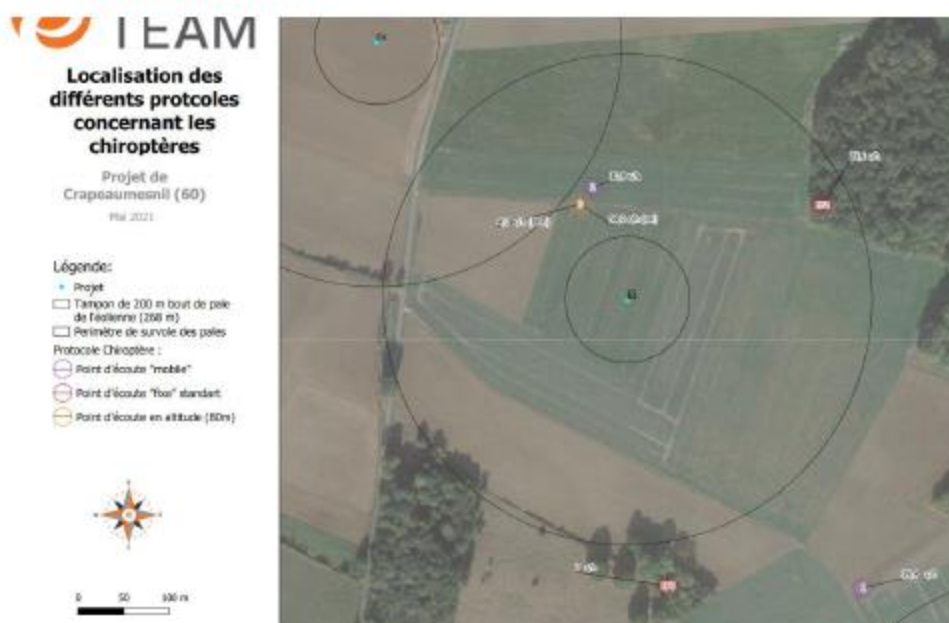 TEAM
Localisation des
différents protcoles
concernant les
chiroptères
Projet de
Crapeaumesnil (60)
Mai 2021
Légende:
Projet
Tampon de 200 m bout de pale
de l'éolienne (268 m)
Perimètre de survole des pales
Protocole Chiroptère :
Point d'écoute "mobile"
Point d'écoute "fixe" standart
Point d'écoute en altitude (80m)
0 50 100 m